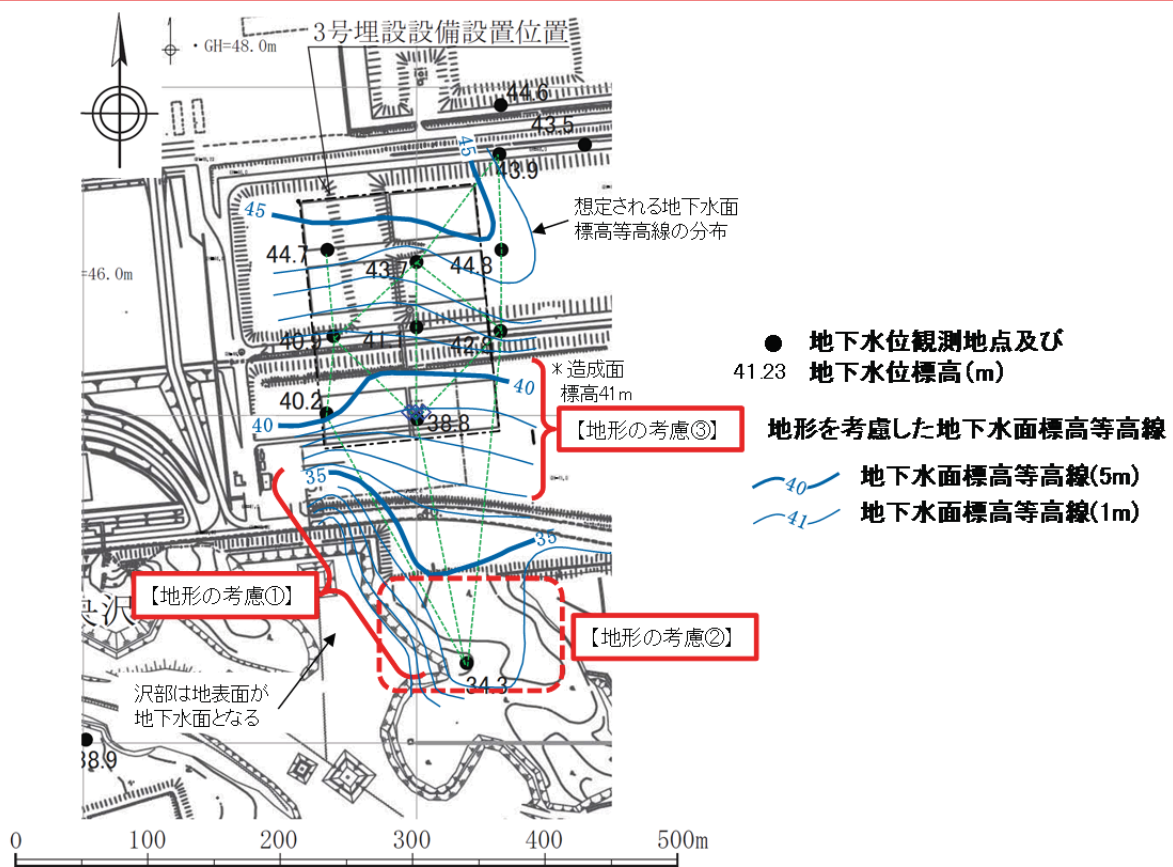 3号埋設設備設置位置
・GH=48.0m
44.6
43.5
45
43.9
想定される地下水面
標高等高線の分布
45
44.7
43.7
44.8
=46.0m
40.9
41.1
42.8
＊造成面
標高41m
40
40.2
40
38.8
【地形の考慮③】
35
35
【地形の考慮①】
【地形の考慮②】
34.3
沢部は地表面が
地下水面となる
38.9
● 地下水位観測地点及び
41.23 地下水位標高(m)
地形を考慮した地下水面標高等高線
40 地下水面標高等高線(5m)
41 地下水面標高等高線(1m)
0 100 200 300 400 500m